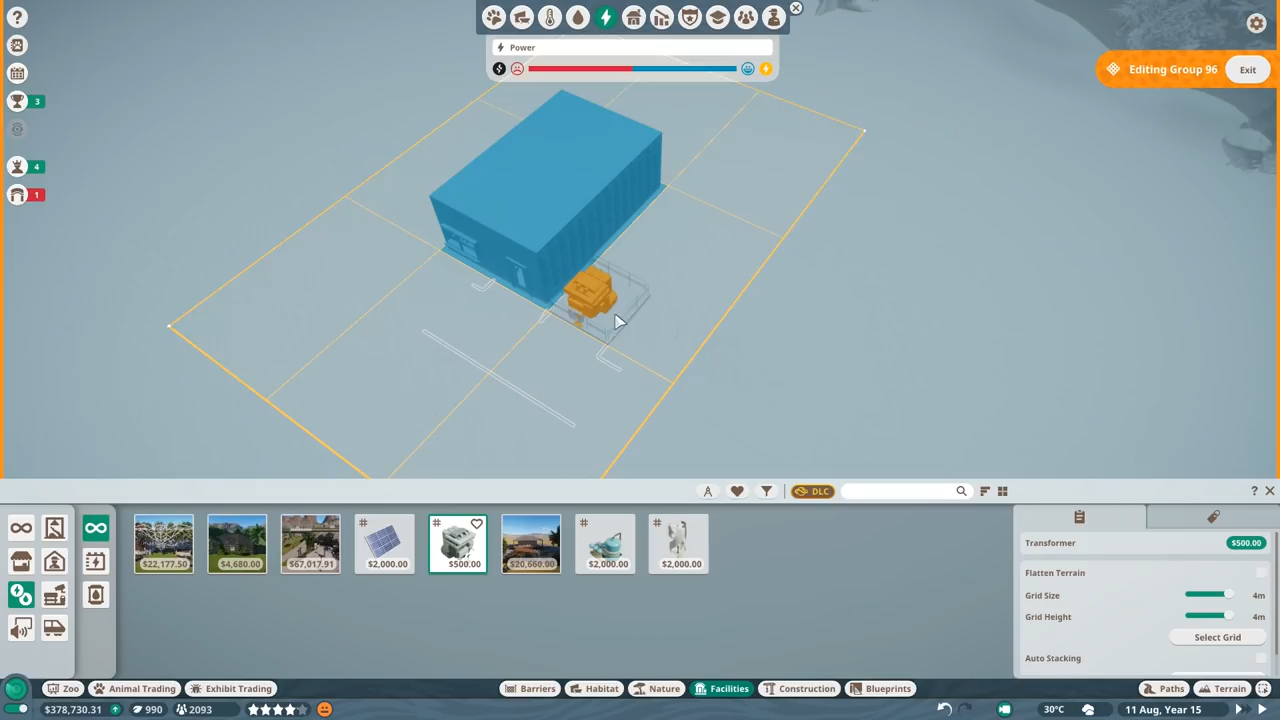 Power
Editing Group 96
Exit
3
4
1
DLC
$22,177.50
$4,680.00
$67,017.91
$2,000.00
$500.00
$20,660.90
$2,000.00
$2,000.00
Transformer
$500.00
Flatten Terrain
Grid Size
4m
Grid Height
4m
Select Grid
Auto Stacking
Zoo
Animal Trading
Exhibit Trading
Barriers
Habitat
Nature
Facilities
Construction
Blueprints
Paths
Terrain
$378,730.31
990
2093
30°C
11 Aug, Year 15